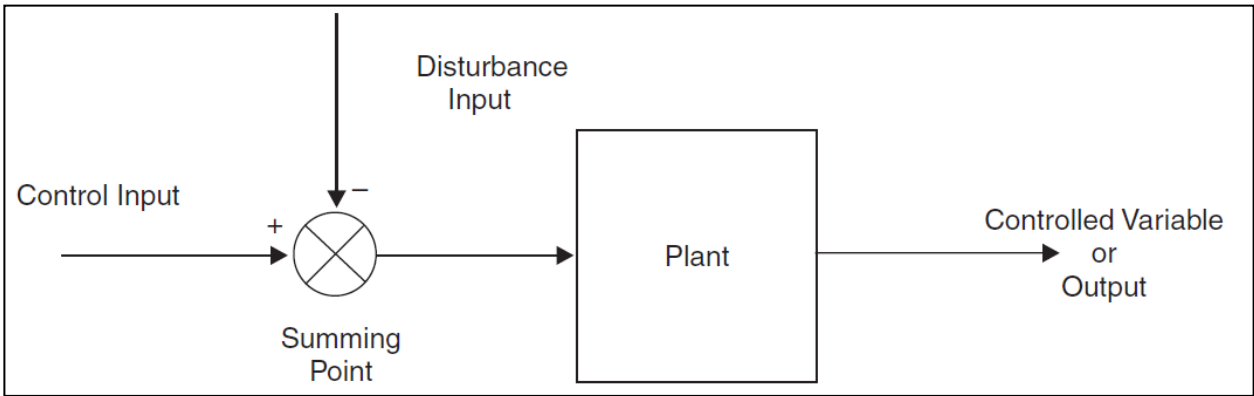 Disturbance
Input
Control Input
−
+
Plant
Controlled Variable
or
Output
Summing
Point